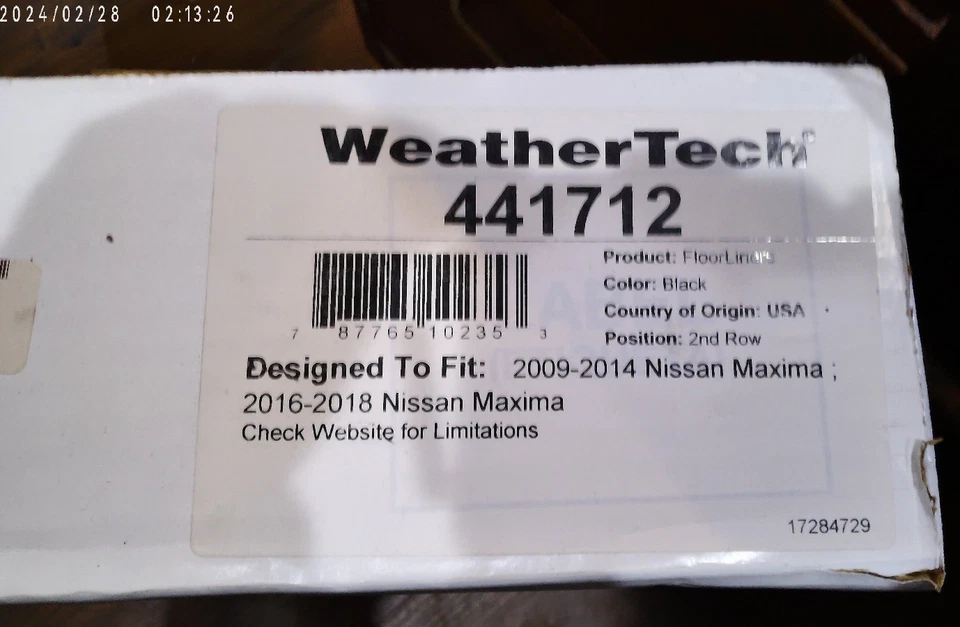 2024/02/28 02:13:26
WeatherTech®
441712
Product: FloorLiners
Color: Black
Country of Origin: USA
Position: 2nd Row
7 87765 10235 3
Designed To Fit: 2009-2014 Nissan Maxima ;
2016-2018 Nissan Maxima
Check Website for Limitations
17284729